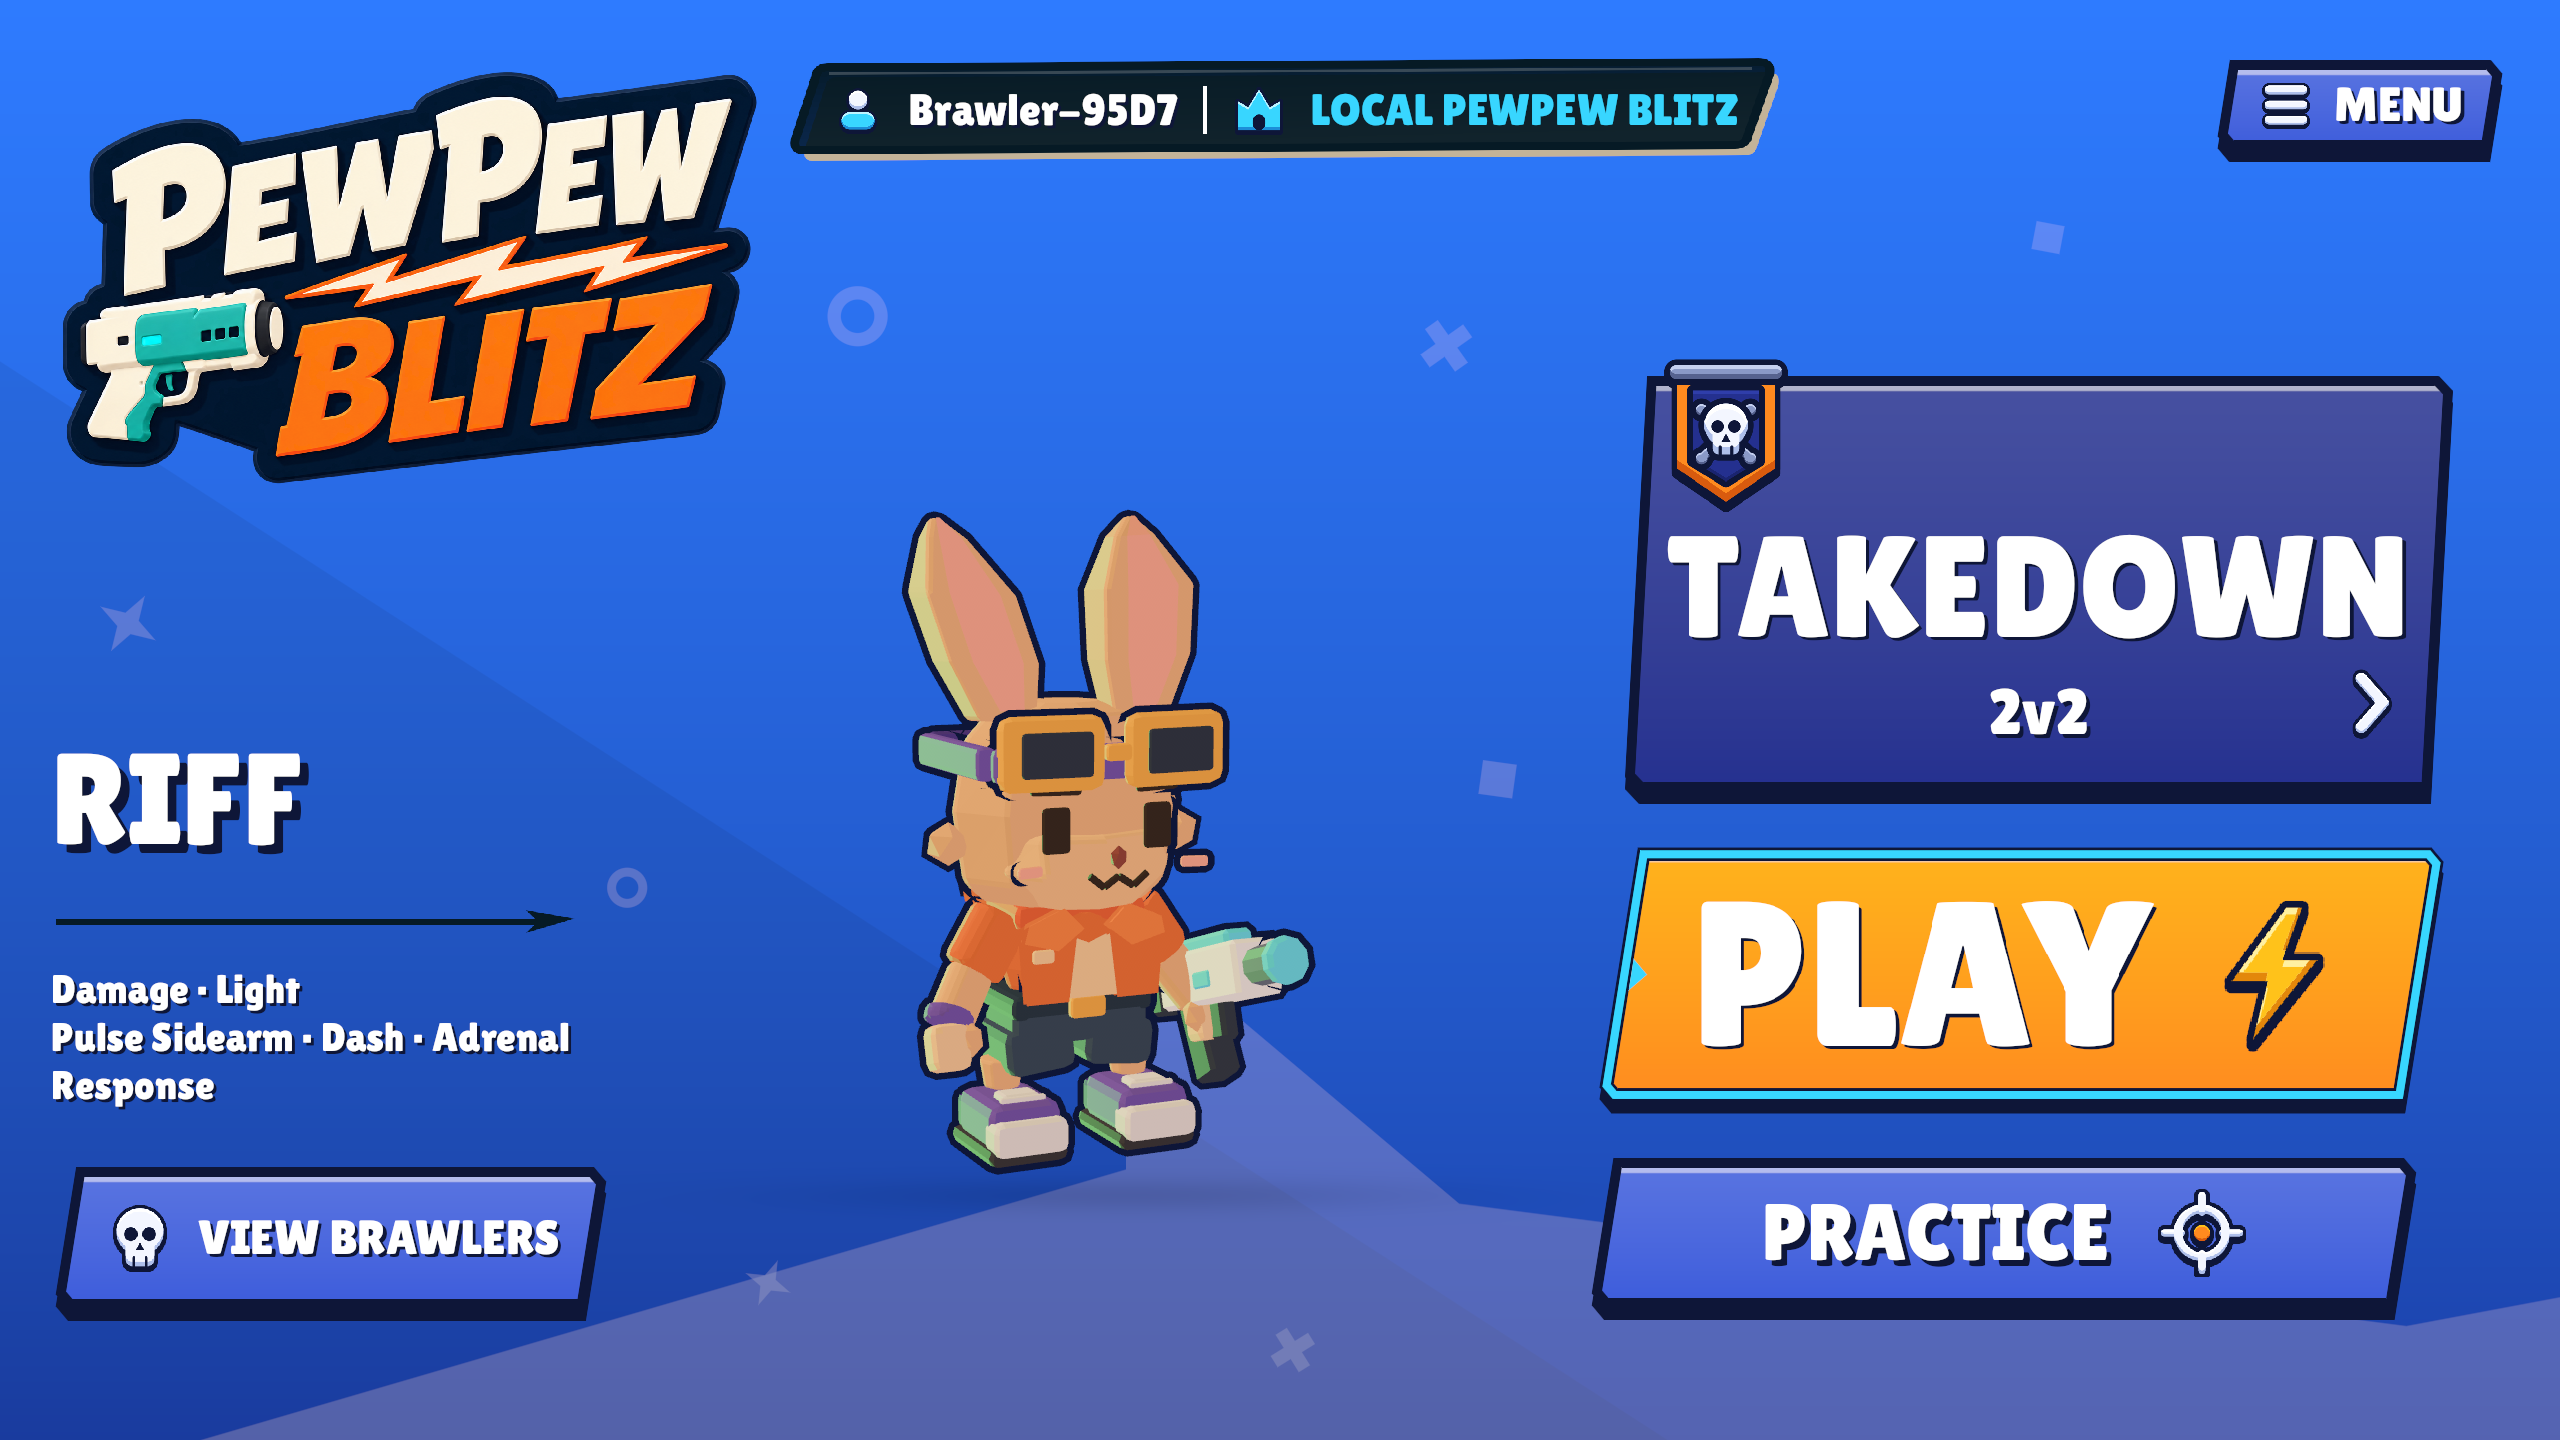 PEWPEW
BLITZ
Brawler-95D7
LOCAL PEWPEW BLITZ
MENU
TAKEDOWN
2v2
RIFF
Damage · Light
Pulse Sidearm · Dash · Adrenal
Response
PLAY
VIEW BRAWLERS
PRACTICE